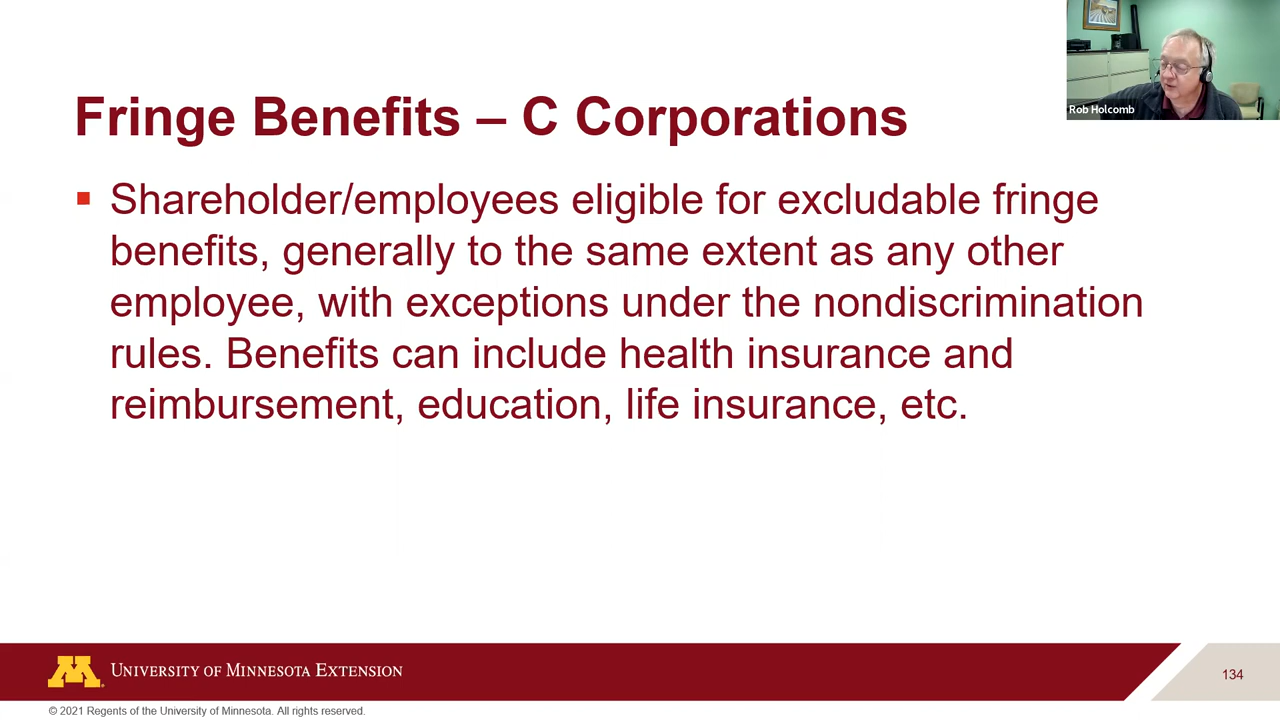 Rob Holcomb
Fringe Benefits – C Corporations
▪ Shareholder/employees eligible for excludable fringe
benefits, generally to the same extent as any other
employee, with exceptions under the nondiscrimination
rules. Benefits can include health insurance and
reimbursement, education, life insurance, etc.
M
UNIVERSITY OF MINNESOTA EXTENSION
134
© 2021 Regents of the University of Minnesota. All rights reserved.